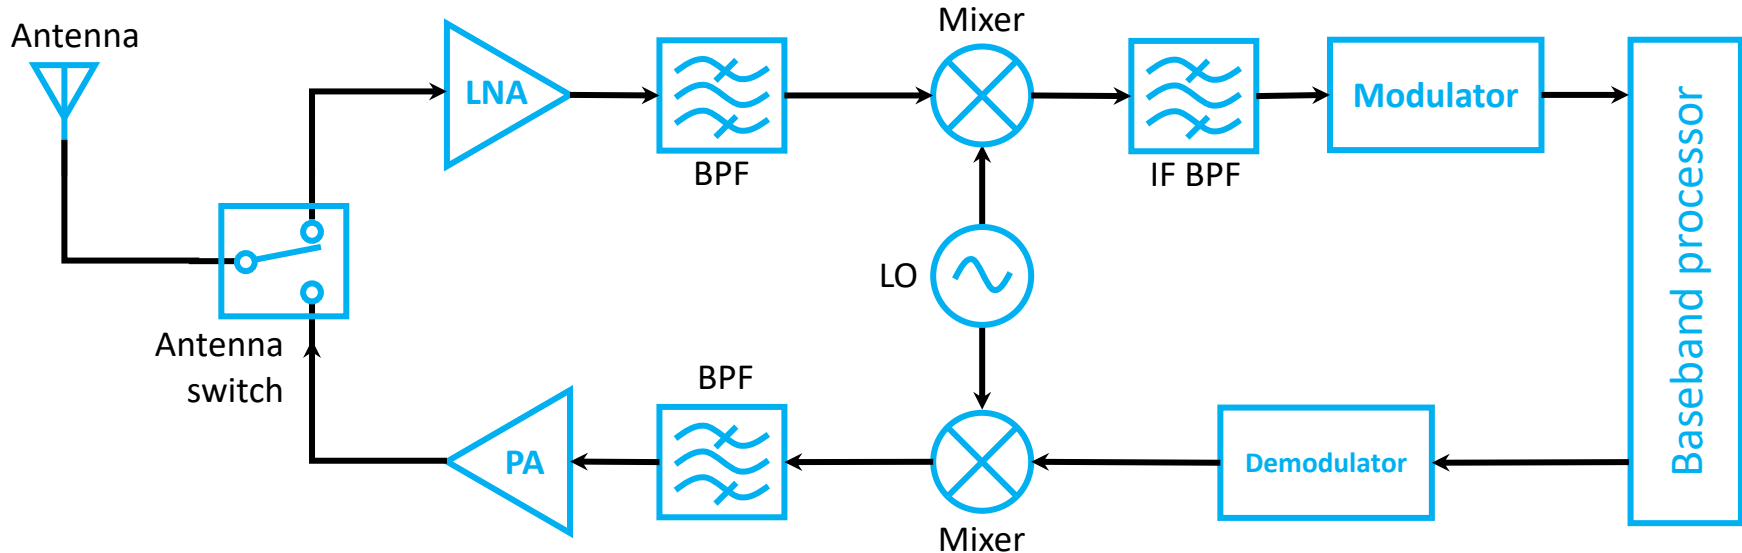 Antenna
LNA
BPF
Mixer
IF BPF
Modulator
Baseband processor
LO
Antenna
switch
PA
BPF
Mixer
Demodulator